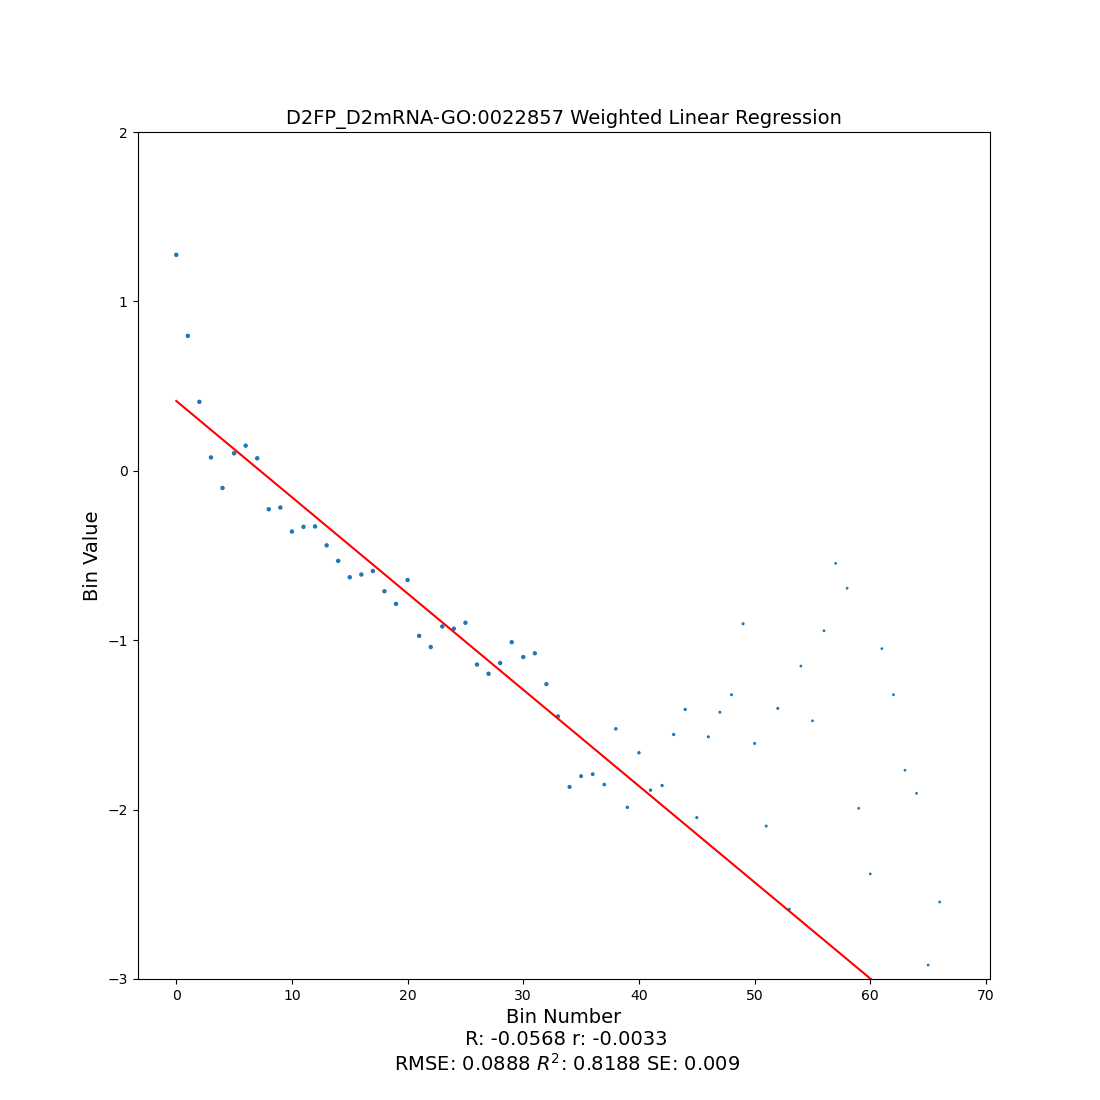 D2FP_D2mRNA-GO:0022857 Weighted Linear Regression
2
1
0
−1
−2
−3
Bin Value
0 10 20 30 40 50 60 70
Bin Number
R: -0.0568 r: -0.0033
RMSE: 0.0888 R²: 0.8188 SE: 0.009